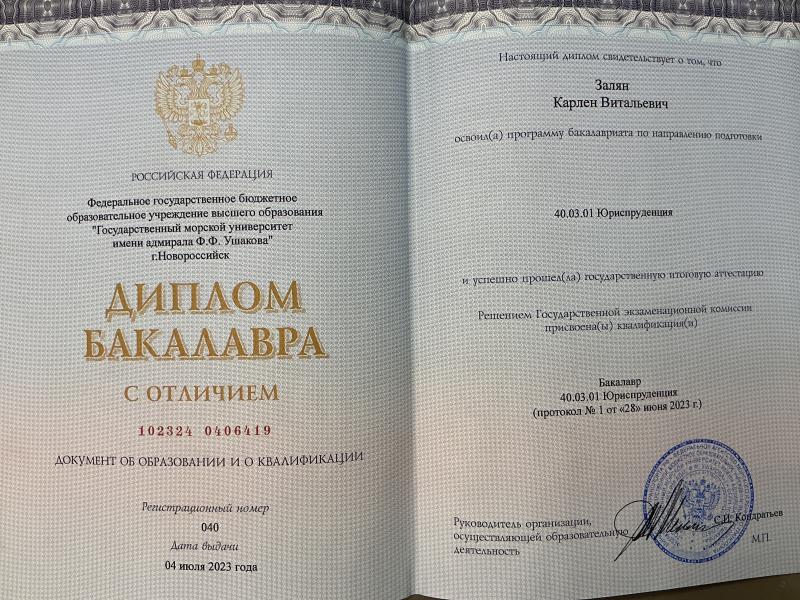 РОССИЙСКАЯ ФЕДЕРАЦИЯ
Федеральное государственное бюджетное
образовательное учреждение высшего образования
"Государственный морской университет
имени адмирала Ф.Ф. Ушакова"
г.Новороссийск
ДИПЛОМ
БАКАЛАВРА
С ОТЛИЧИЕМ
102324 0406419
ДОКУМЕНТ ОБ ОБРАЗОВАНИИ И О КВАЛИФИКАЦИИ
Регистрационный номер
040
Дата выдачи
04 июля 2023 года
Настоящий диплом свидетельствует о том, что
Залян
Карлен Витальевич
освоил(а) программу бакалавриата по направлению подготовки
40.03.01 Юриспруденция
и успешно прошел(ла) государственную итоговую аттестацию
Решением Государственной экзаменационной комиссии
присвоена(ы) квалификация(и)
Бакалавр
40.03.01 Юриспруденция
(протокол № 1 от «28» июня 2023 г.)
Руководитель организации,
осуществляющей образовательную
деятельность
С.И. Кондратьев
М.П.